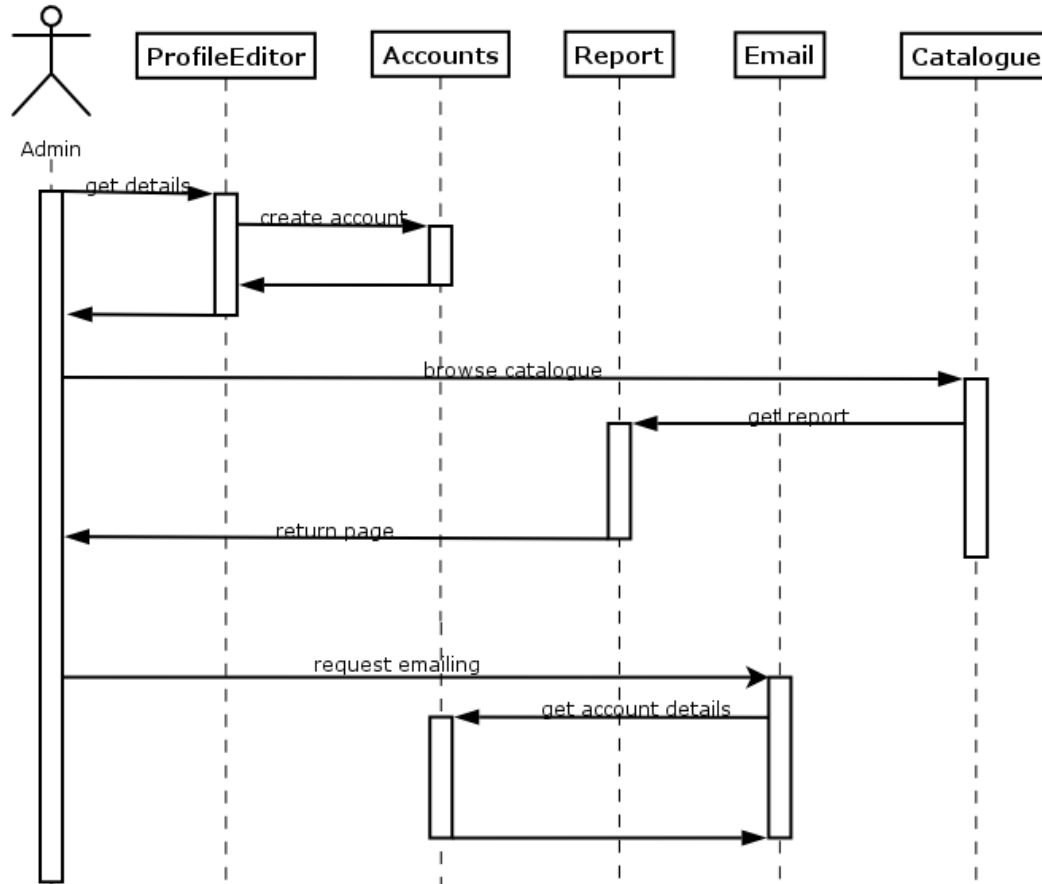 ProfileEditor
Accounts
Report
Email
Catalogue
Admin
get details
create account
browse catalogue
get report
return page
request emailing
get account details